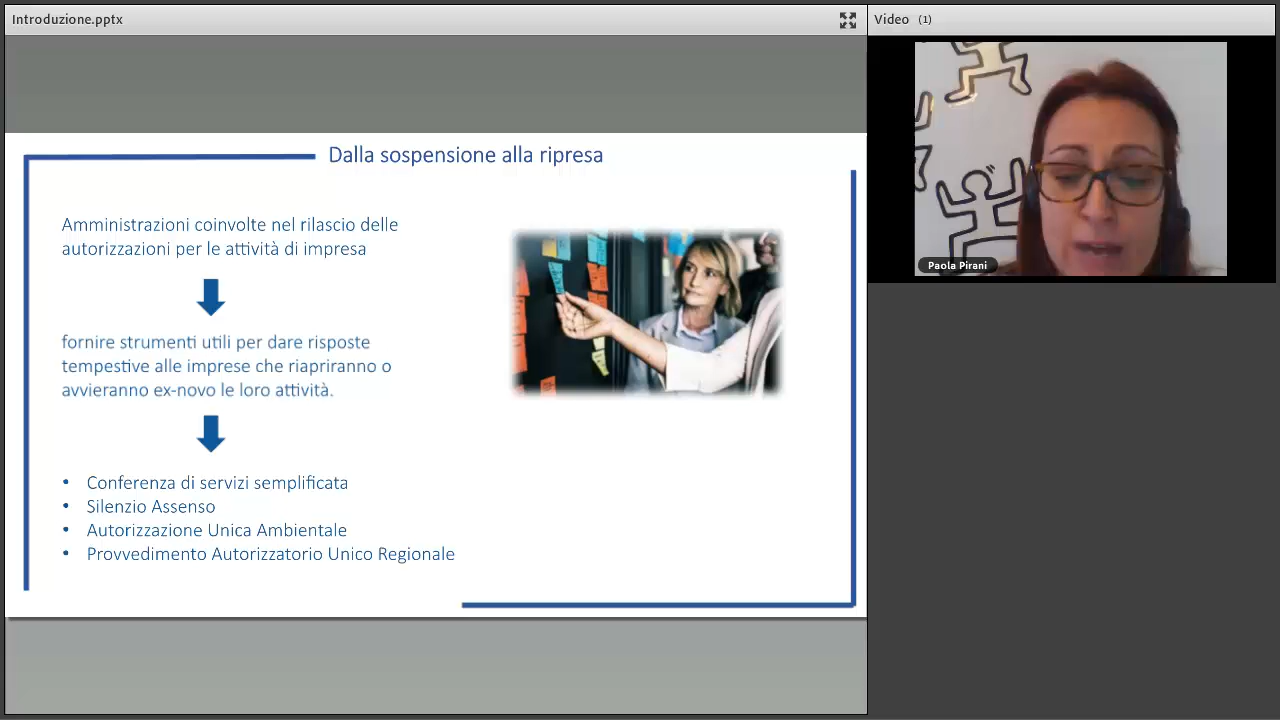 Introduzione.pptx
Video (1)
Dalla sospensione alla ripresa
Amministrazioni coinvolte nel rilascio delle
autorizzazioni per le attività di impresa
fornire strumenti utili per dare risposte
tempestive alle imprese che riapriranno o
avvieranno ex-novo le loro attività.
• Conferenza di servizi semplificata
• Silenzio Assenso
• Autorizzazione Unica Ambientale
• Provvedimento Autorizzatorio Unico Regionale
Paola Pirani